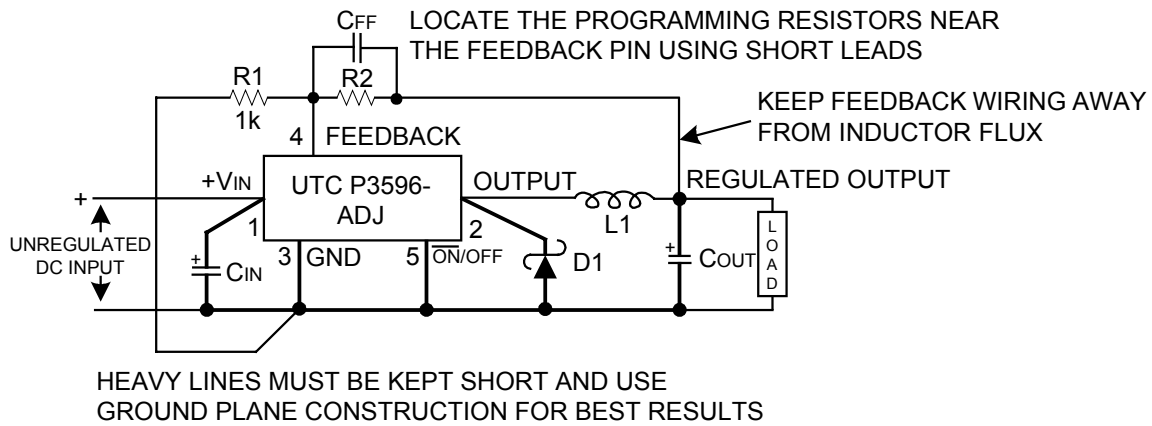 CFF
LOCATE THE PROGRAMMING RESISTORS NEAR
THE FEEDBACK PIN USING SHORT LEADS
R1
R2
1k
KEEP FEEDBACK WIRING AWAY
FROM INDUCTOR FLUX
4 FEEDBACK
+VIN
UTC P3596-
ADJ
OUTPUT
REGULATED OUTPUT
+
1
2
L1
UNREGULATED
DC INPUT
+
CIN
3 GND
5 ON/OFF
D1
+
COUT
LOAD
HEAVY LINES MUST BE KEPT SHORT AND USE
GROUND PLANE CONSTRUCTION FOR BEST RESULTS